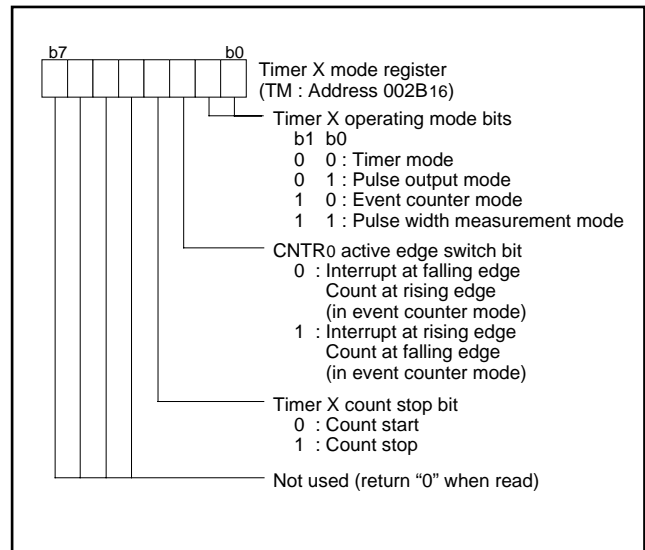 b7 b0
Timer X mode register
(TM : Address 002B16)
Timer X operating mode bits
b1 b0
0 0 : Timer mode
0 1 : Pulse output mode
1 0 : Event counter mode
1 1 : Pulse width measurement mode
CNTR0 active edge switch bit
0 : Interrupt at falling edge
Count at rising edge
(in event counter mode)
1 : Interrupt at rising edge
Count at falling edge
(in event counter mode)
Timer X count stop bit
0 : Count start
1 : Count stop
Not used (return “0” when read)